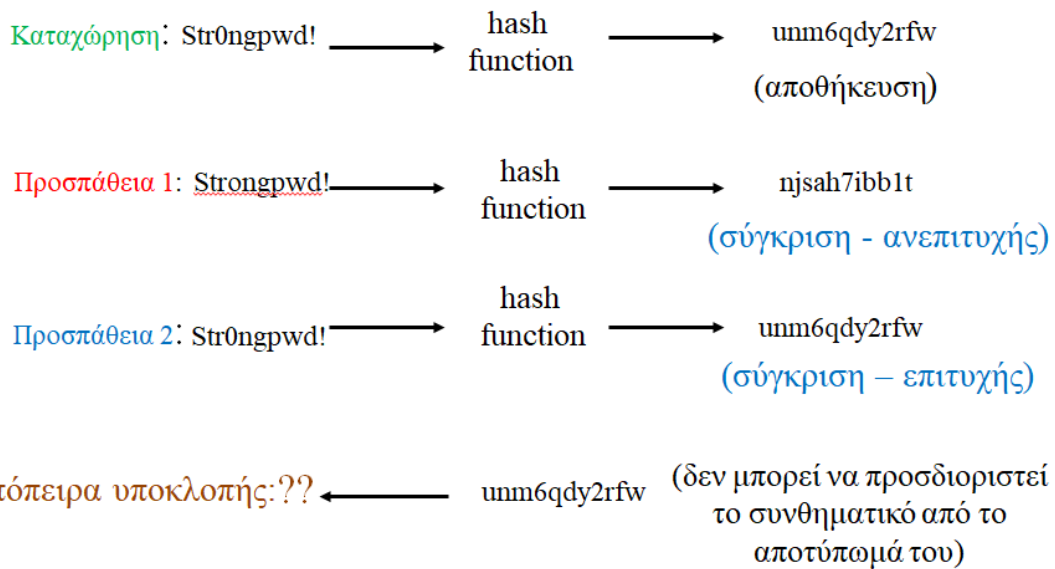 Καταχώρηση: Str0ngpwd! hash function unm6qdy2rfw
(αποθήκευση)
Προσπάθεια 1: Strongpwd! hash function njsah7ibb1t
(σύγκριση - ανεπιτυχής)
Προσπάθεια 2: Str0ngpwd! hash function unm6qdy2rfw
(σύγκριση – επιτυχής)
υποκλοπής:?? unm6qdy2rfw (δεν μπορεί να προσδιοριστεί
το συνθηματικό από το
αποτύπωμά του)